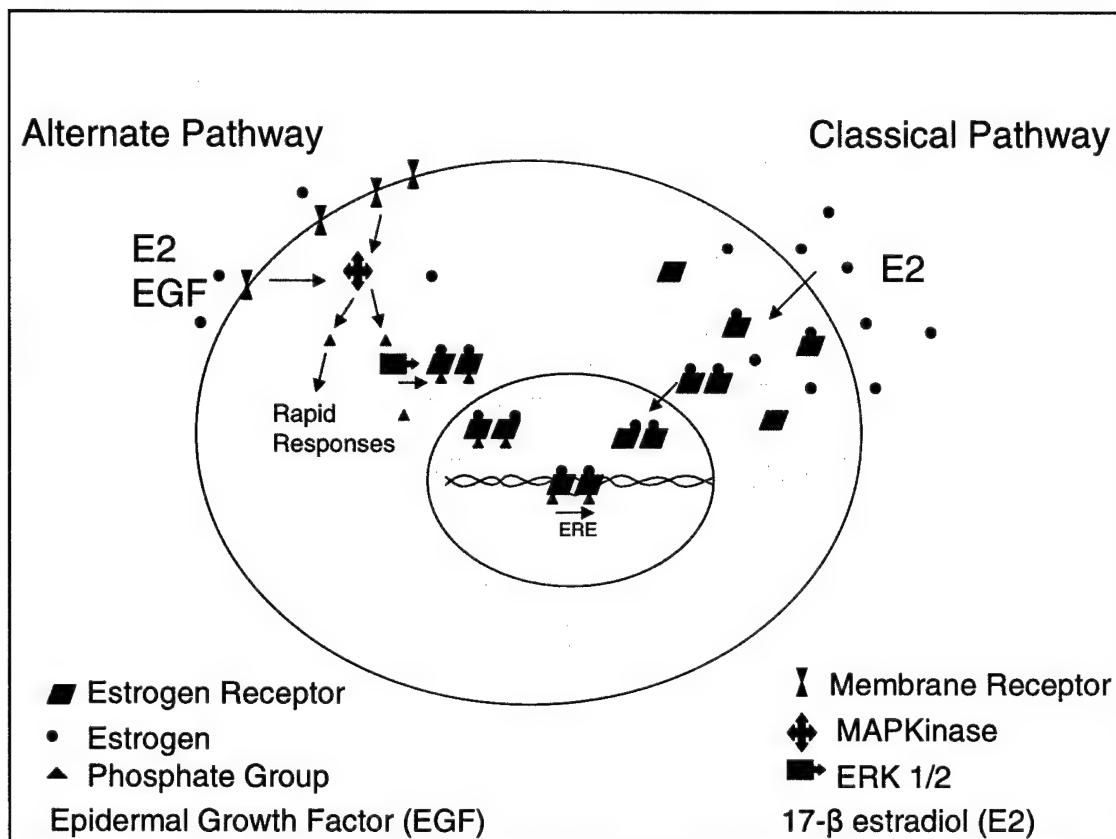 Alternate Pathway
Classical Pathway
E2
EGF
E2
Rapid
Responses
ERE
Estrogen Receptor
Estrogen
Phosphate Group
Epidermal Growth Factor (EGF)
Membrane Receptor
MAPKinase
ERK 1/2
17-β estradiol (E2)